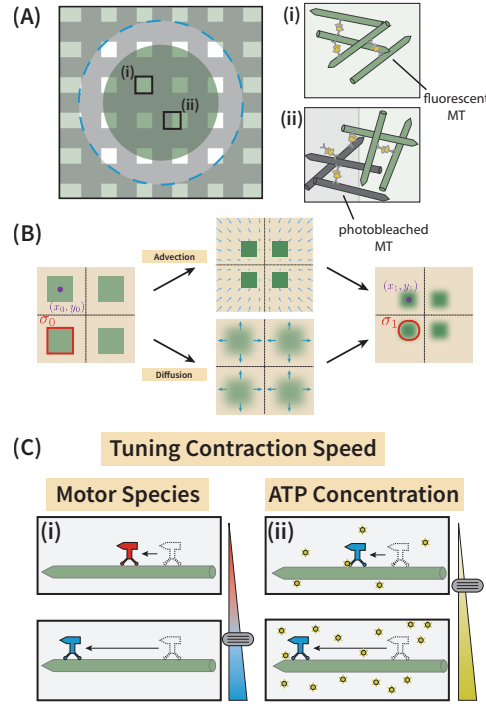 (A)
(i)
(ii)
(i)
fluorescent
MT
(ii)
photobleached
MT
(B)
Advection
(x₀, y₀)
σ₀
Diffusion
(x₁, y₁)
σ₁
(C)
Tuning Contraction Speed
Motor Species
ATP Concentration
(i)
(ii)